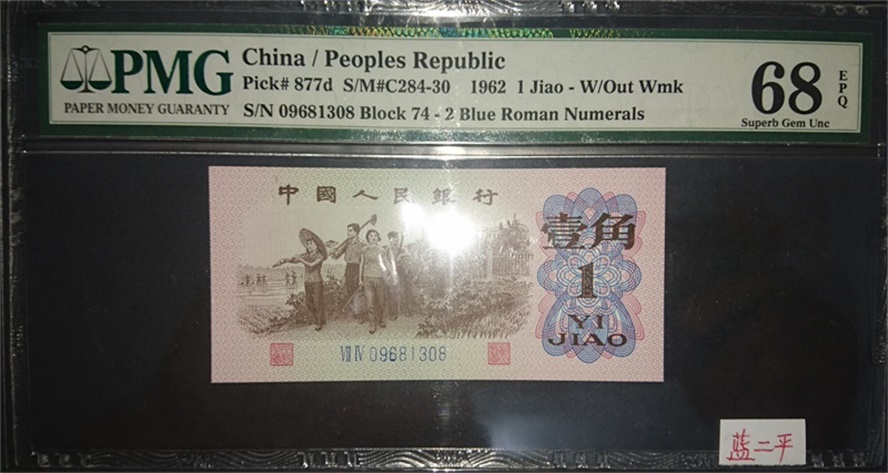 PMG
PAPER MONEY GUARANTY
China / Peoples Republic
Pick# 877d S/M#C284-30 1962 1 Jiao - W/Out Wmk
S/N 09681308 Block 74 - 2 Blue Roman Numerals
68 EPQ
Superb Gem Unc
中國人民銀行
壹角
1
YI
JIAO
VII IV 09681308
蓝二平